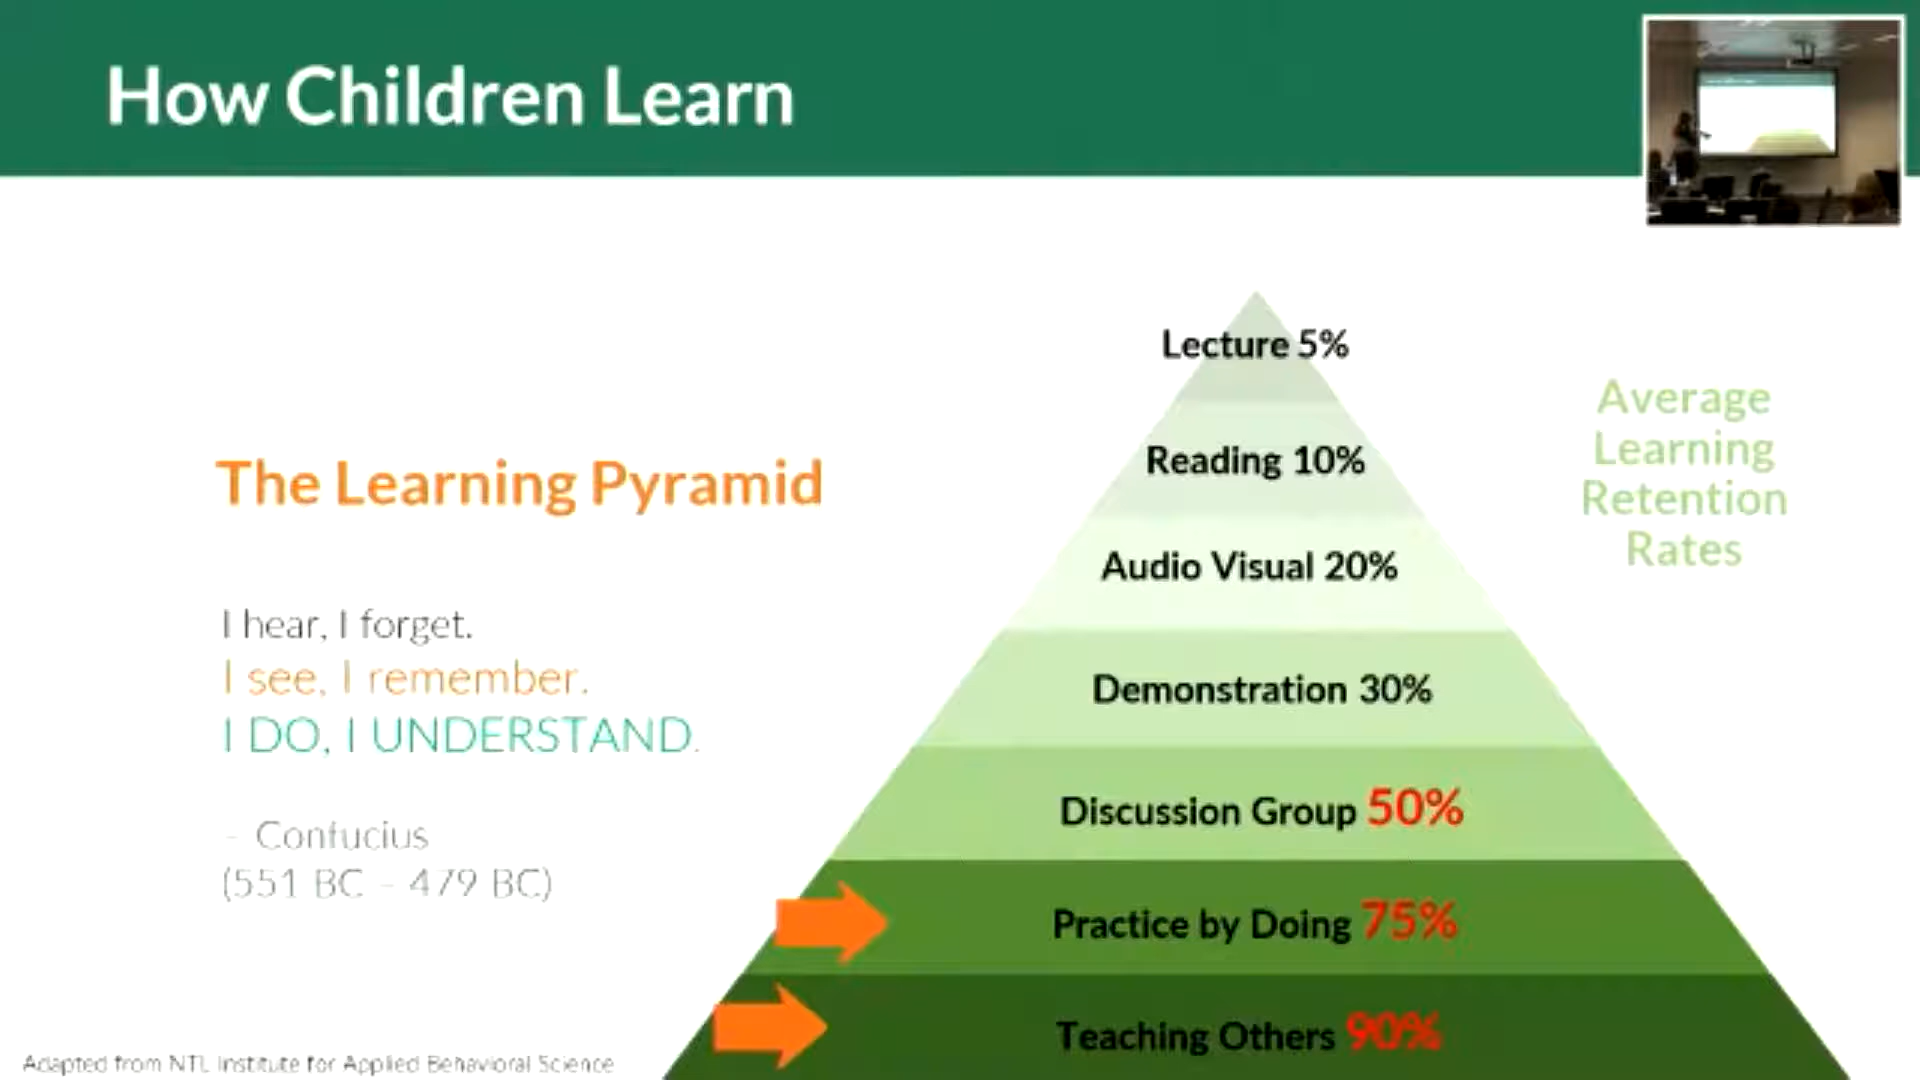 How Children Learn
The Learning Pyramid
I hear, I forget.
I see, I remember.
I DO, I UNDERSTAND.
- Confucius
(551 BC - 479 BC)
Lecture 5%
Reading 10%
Audio Visual 20%
Demonstration 30%
Discussion Group 50%
Practice by Doing 75%
Teaching Others 90%
Average
Learning
Retention
Rates
Adapted from NTL Institute for Applied Behavioral Science